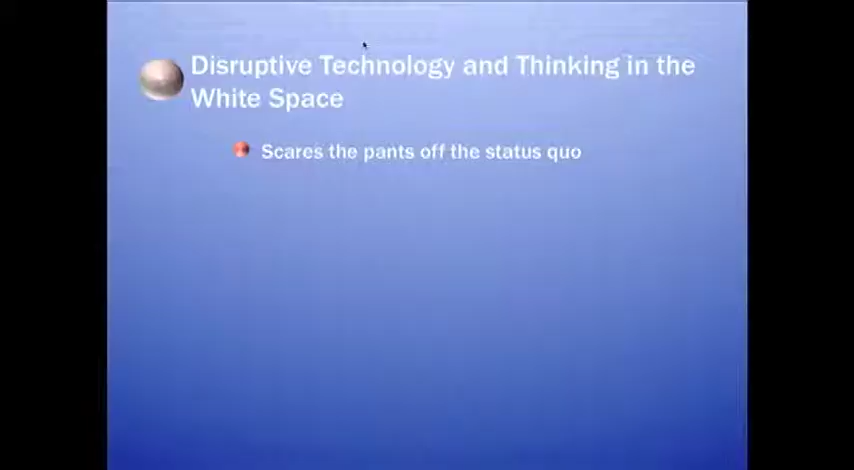 Disruptive Technology and Thinking in the
White Space
Scares the pants off the status quo